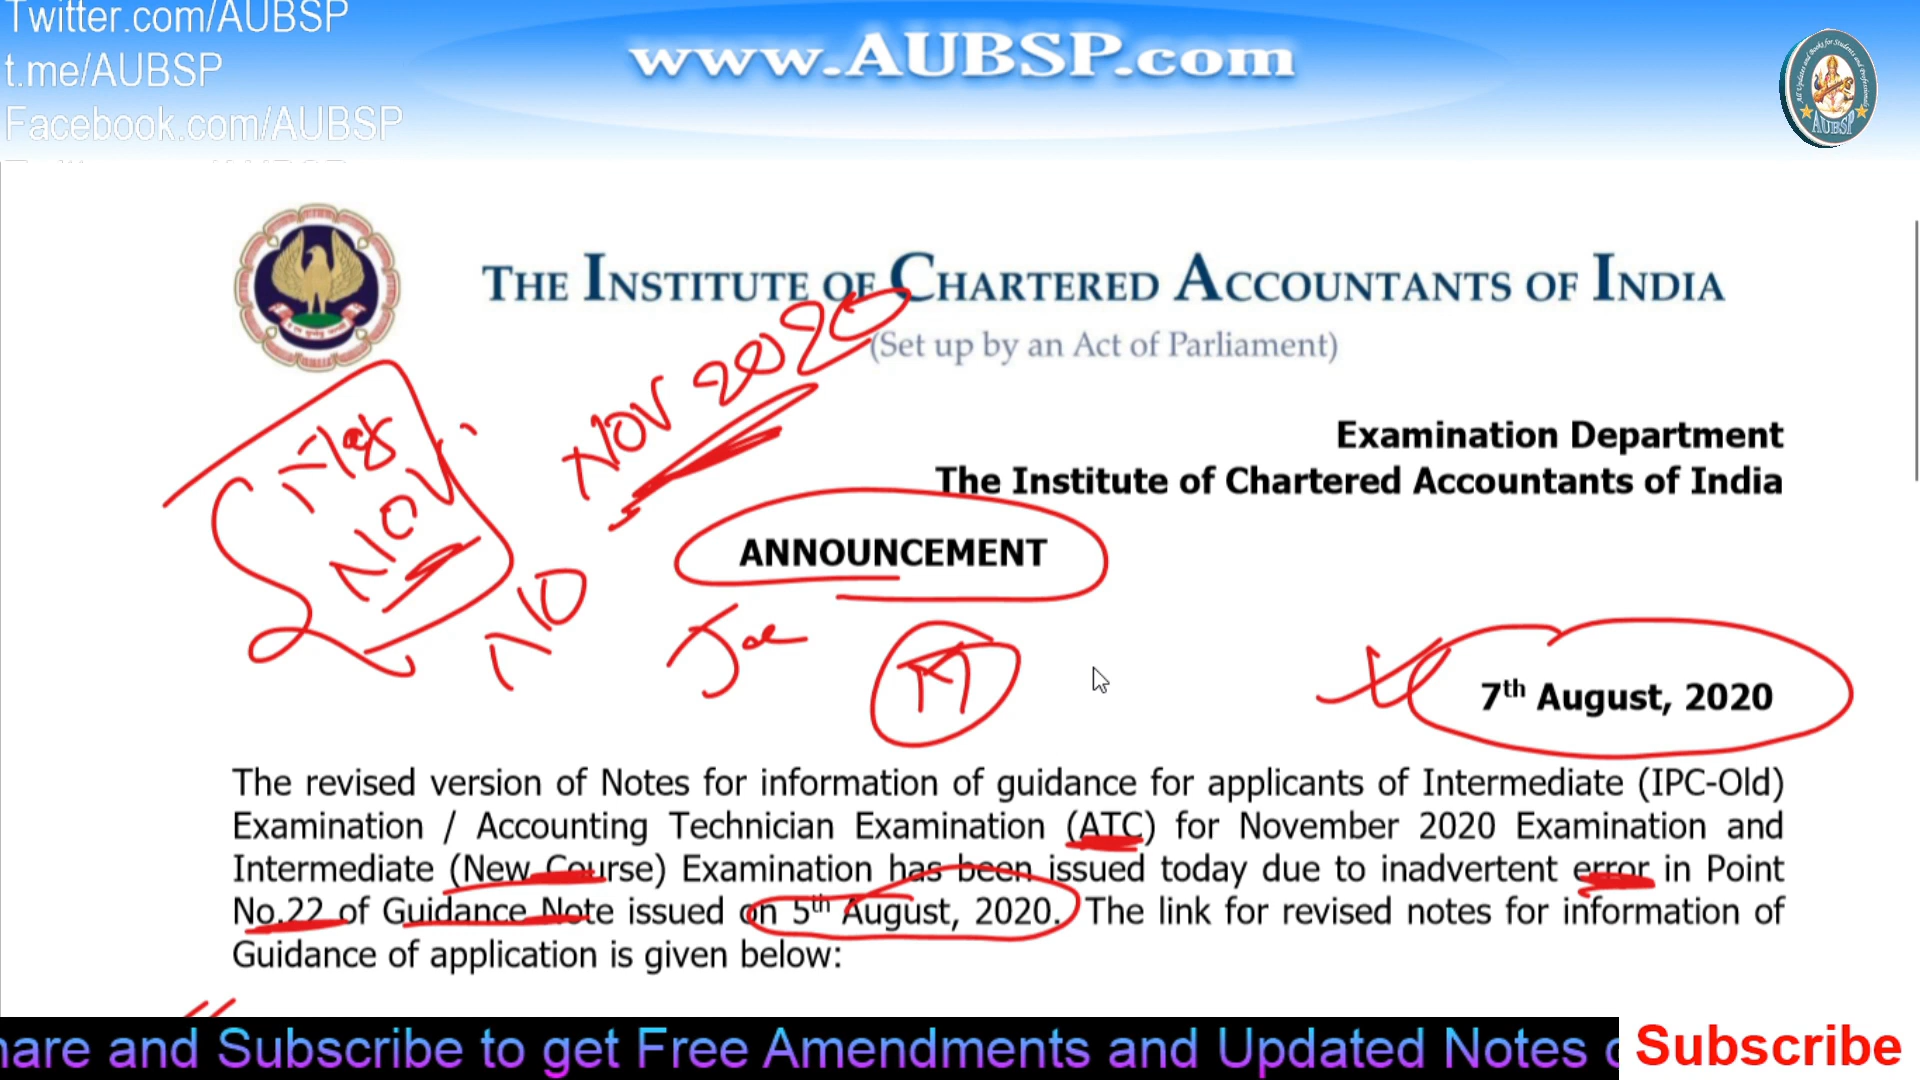 Twitter.com/AUBSP
t.me/AUBSP
Facebook.com/AUBSP
www.AUBSP.com
AUBSP
THE INSTITUTE OF CHARTERED ACCOUNTANTS OF INDIA
(Set up by an Act of Parliament)
NOV 2020
NOV
Examination Department
The Institute of Chartered Accountants of India
ANNOUNCEMENT
7th August, 2020
The revised version of Notes for information of guidance for applicants of Intermediate (IPC-Old)
Examination / Accounting Technician Examination (ATC) for November 2020 Examination and
Intermediate (New Course) Examination has been issued today due to inadvertent error in Point
No.22 of Guidance Note issued on 5th August, 2020. The link for revised notes for information of
Guidance of application is given below:
hare and Subscribe to get Free Amendments and Updated Notes
Subscribe